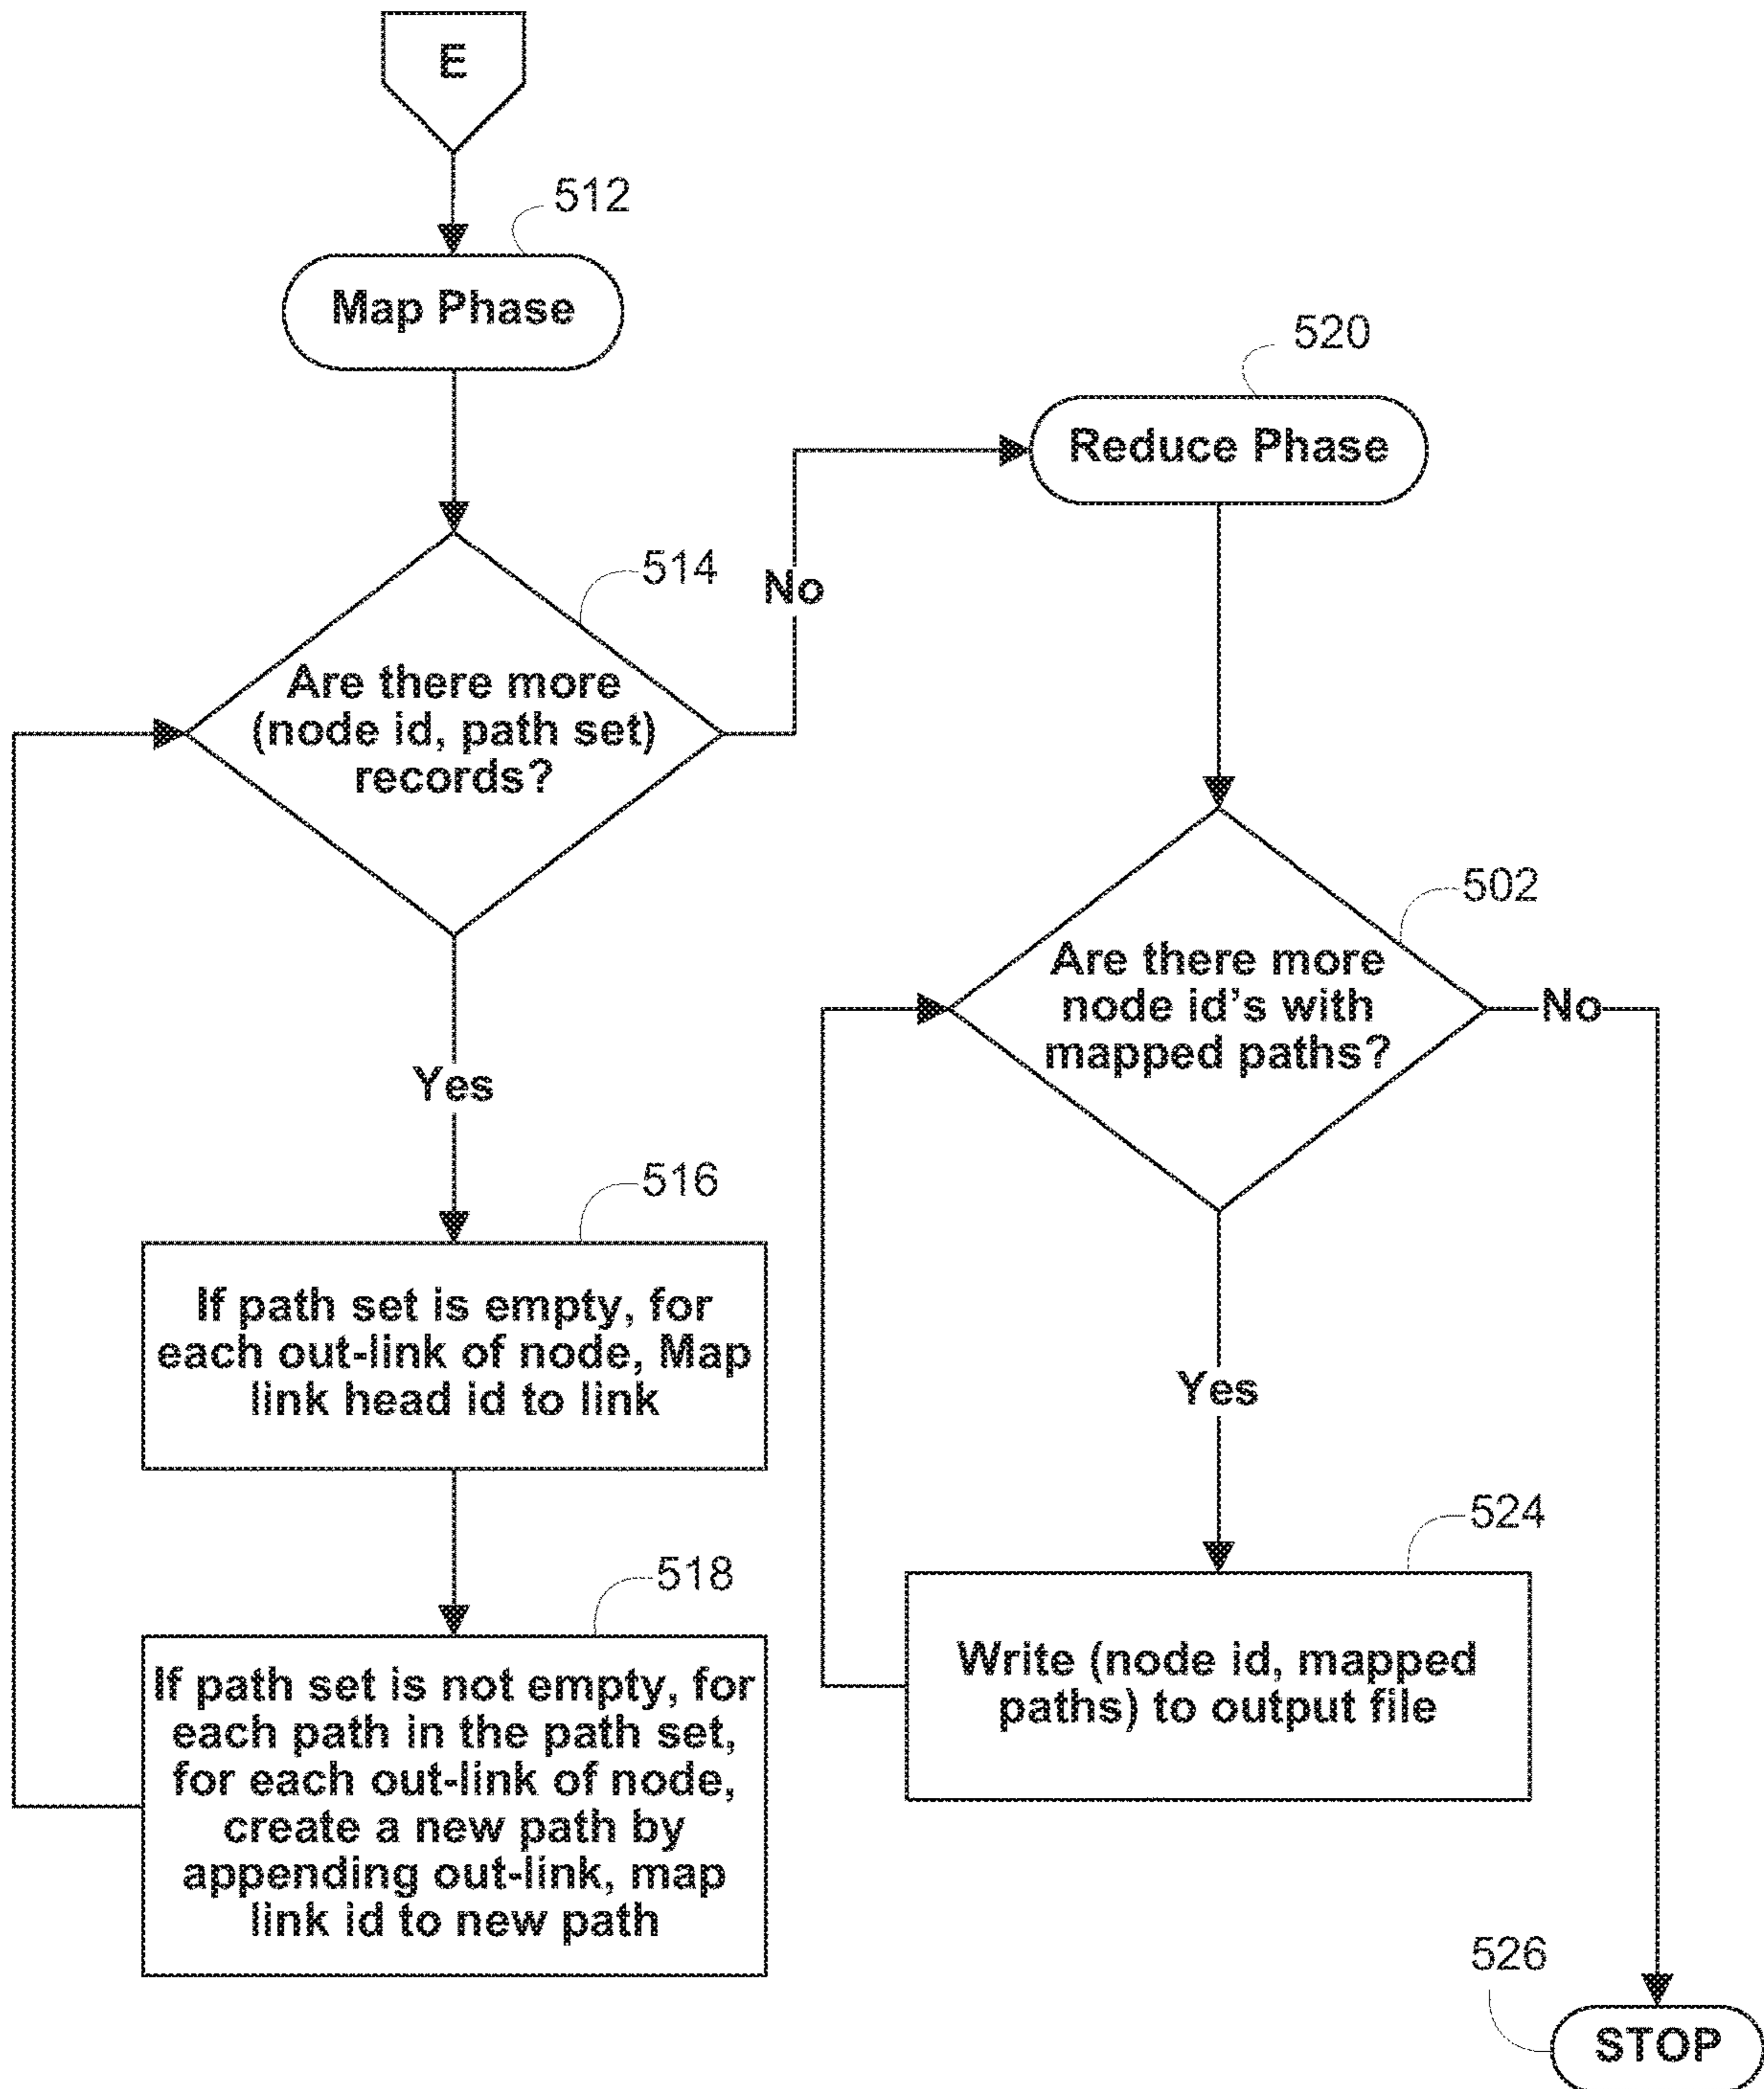 E
512
Map Phase
514
Are there more
(node id, path set)
records?
No
Yes
516
If path set is empty, for
each out-link of node, Map
link head id to link
518
If path set is not empty, for
each path in the path set,
for each out-link of node,
create a new path by
appending out-link, map
link id to new path
520
Reduce Phase
502
Are there more
node id's with
mapped paths?
No
Yes
524
Write (node id, mapped
paths) to output file
526
STOP